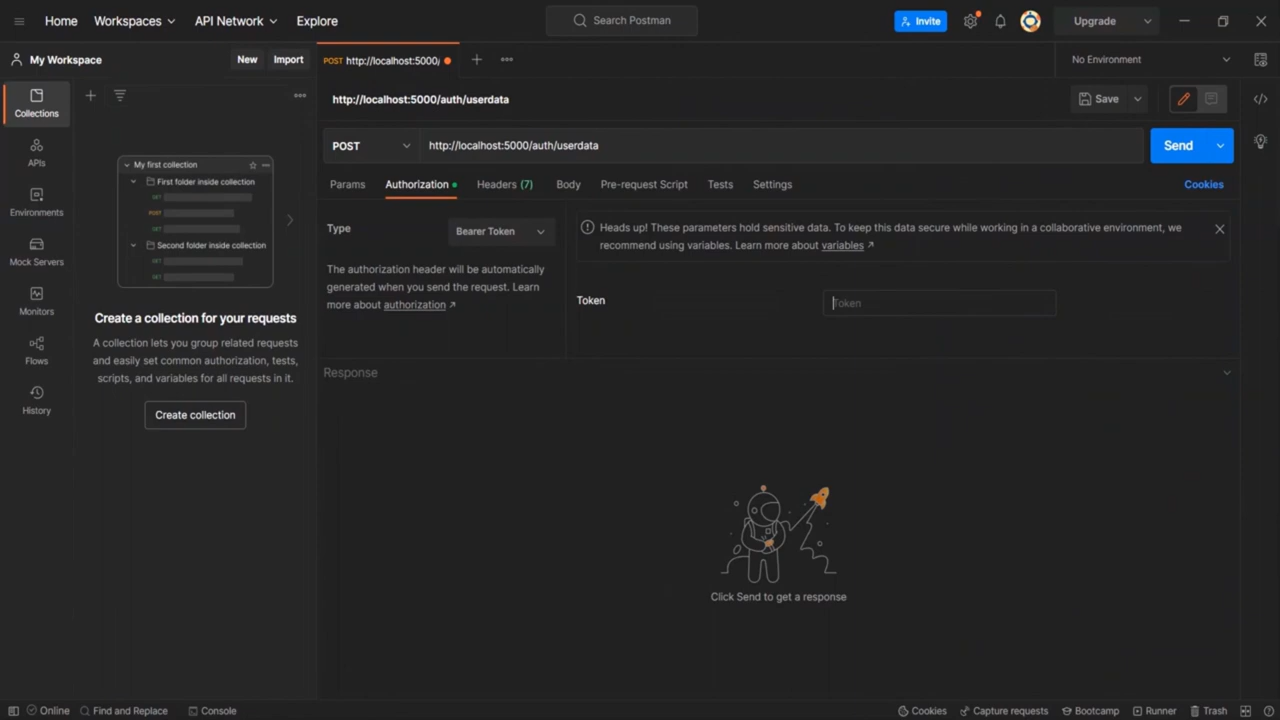 Home
Workspaces
API Network
Explore
Search Postman
Invite
Upgrade
My Workspace
New
Import
POST http://localhost:5000/
No Environment
http://localhost:5000/auth/userdata
Save
Collections
APIs
Environments
Mock Servers
Monitors
Flows
History
My first collection
First folder inside collection
GET
POST
GET
Second folder inside collection
GET
GET
Create a collection for your requests
A collection lets you group related requests
and easily set common authorization, tests,
scripts, and variables for all requests in it.
Create collection
POST
http://localhost:5000/auth/userdata
Send
Params
Authorization
Headers (7)
Body
Pre-request Script
Tests
Settings
Cookies
Type
Bearer Token
The authorization header will be automatically
generated when you send the request. Learn
more about authorization ↗
Heads up! These parameters hold sensitive data. To keep this data secure while working in a collaborative environment, we
recommend using variables. Learn more about variables ↗
Token
Token
Response
Click Send to get a response
Online
Find and Replace
Console
Cookies
Capture requests
Bootcamp
Runner
Trash